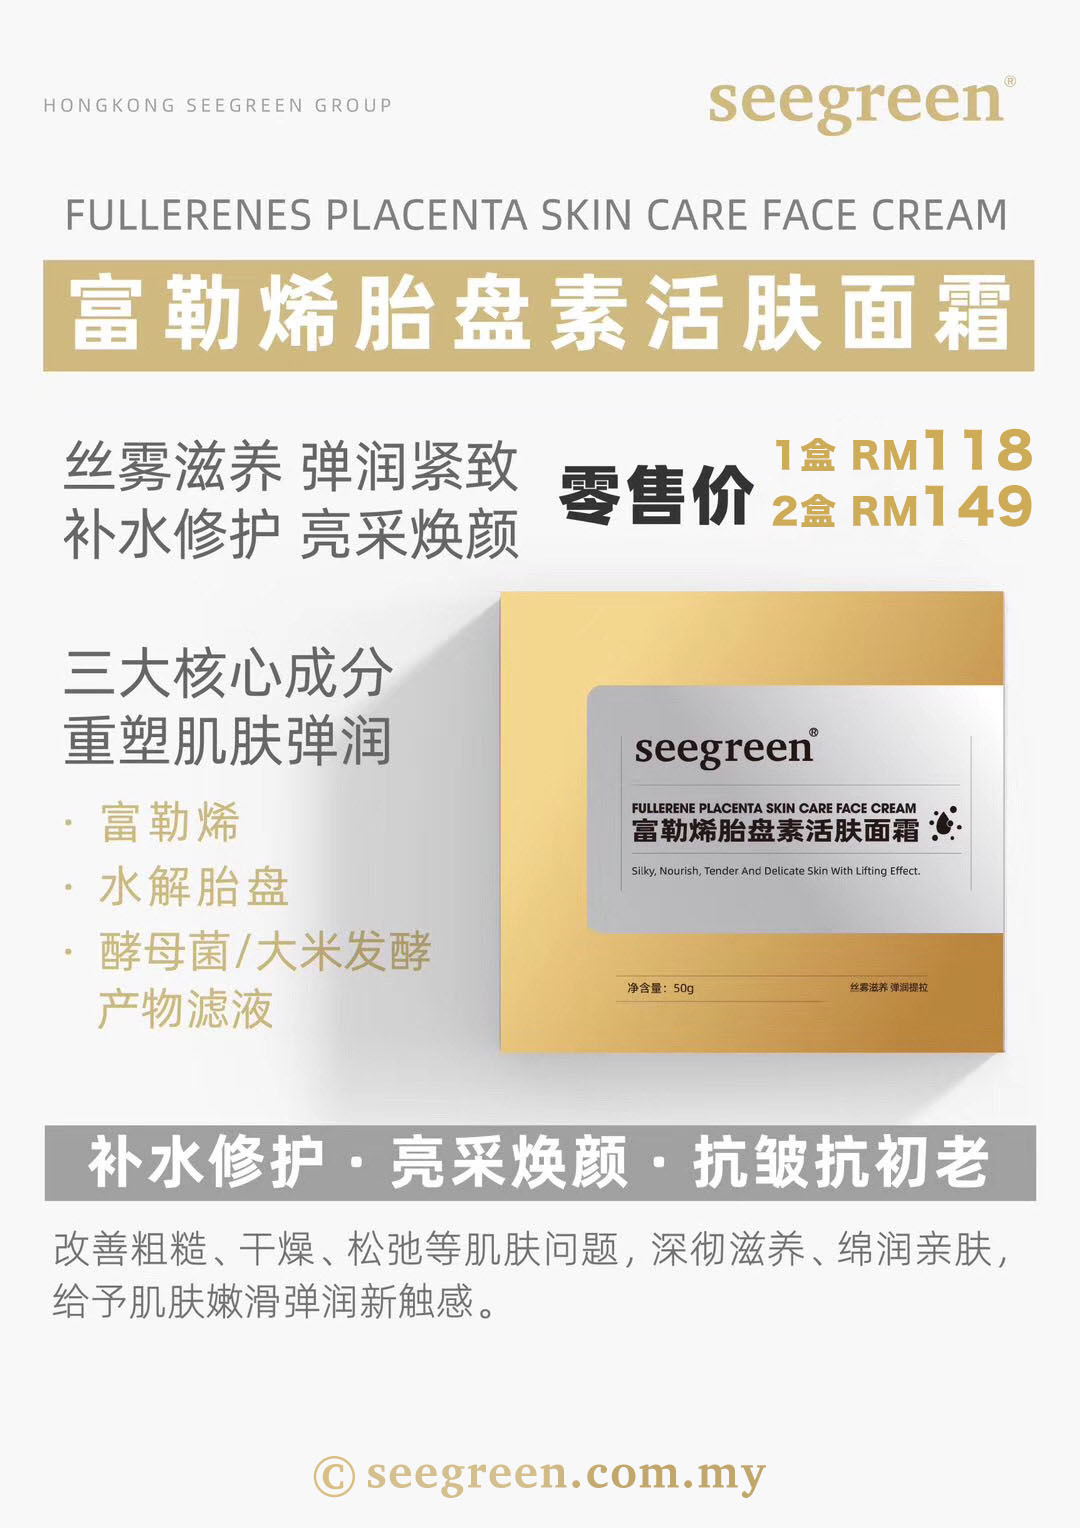 HONGKONG SEEGREEN GROUP
seegreen®
FULLERENES PLACENTA SKIN CARE FACE CREAM
富勒烯胎盘素活肤面霜
丝雾滋养 弹润紧致
补水修护 亮采焕颜
零售价
1盒 RM118
2盒 RM149
三大核心成分
重塑肌肤弹润
· 富勒烯
· 水解胎盘
· 酵母菌/大米发酵
产物滤液
seegreen®
FULLERENE PLACENTA SKIN CARE FACE CREAM
富勒烯胎盘素活肤面霜
Silky, Nourish, Tender And Delicate Skin With Lifting Effect.
净含量：50g
丝雾滋养 弹润提拉
补水修护 · 亮采焕颜 · 抗皱抗初老
改善粗糙、干燥、松弛等肌肤问题，深彻滋养、绵润亲肤，
给予肌肤嫩滑弹润新触感。
© seegreen.com.my